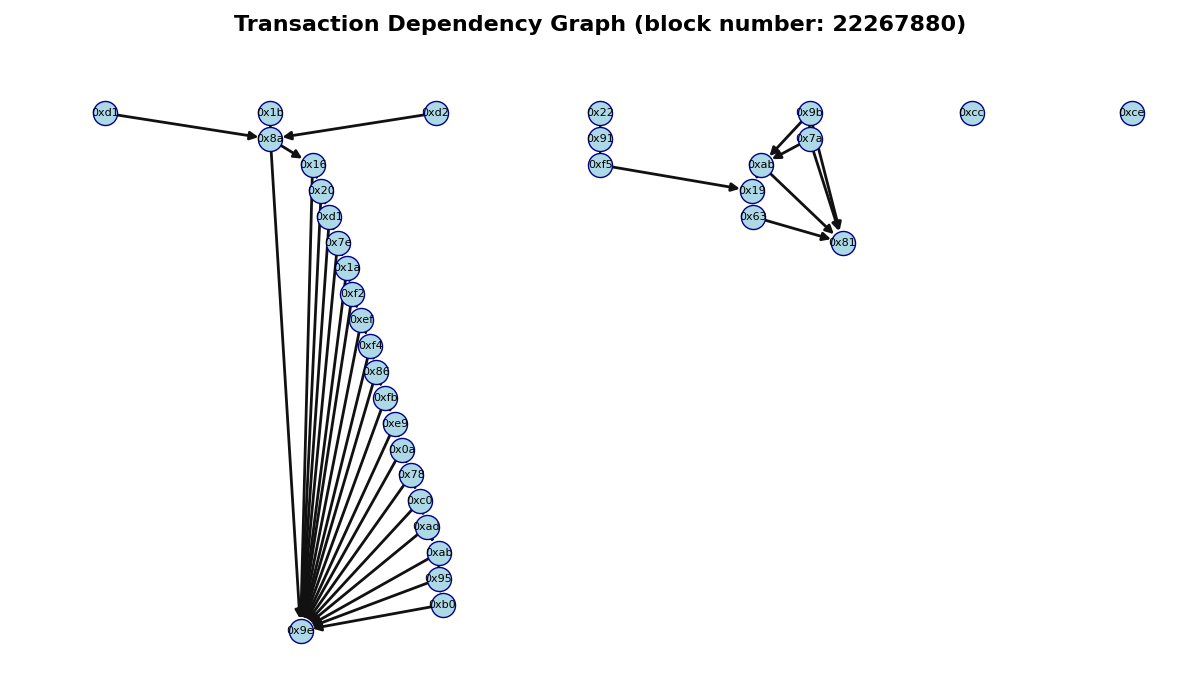 Transaction Dependency Graph (block number: 22267880)
0xd1
0x1b
0xd2
0x22
0x9b
0xcc
0xce
0x8a
0x91
0x7a
0x16
0xf5
0xab
0x20
0x19
0xd1
0x63
0x7e
0x81
0x1a
0xf2
0xef
0xf4
0x86
0xfb
0xe9
0x0a
0x78
0xc0
0xad
0xab
0x95
0xb0
0x9e